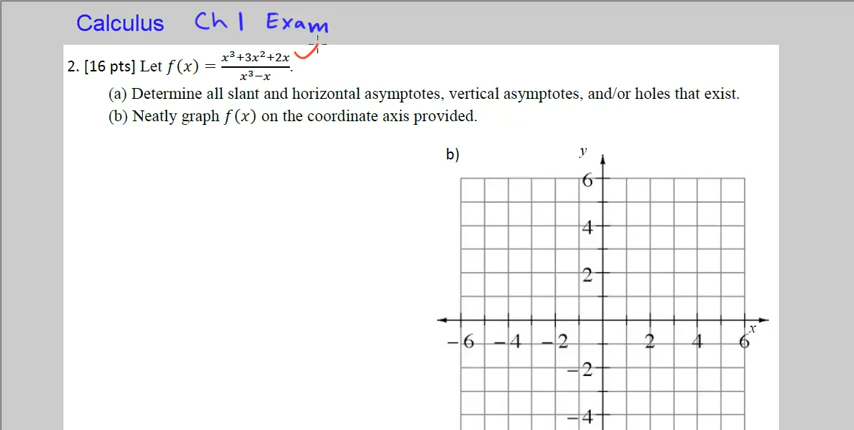 Calculus Ch 1 Exam
2. [16 pts] Let f(x) = x³+3x²+2x / x³−x.
(a) Determine all slant and horizontal asymptotes, vertical asymptotes, and/or holes that exist.
(b) Neatly graph f(x) on the coordinate axis provided.
b)
y
6
4
2
x
−6 −4 −2 2 4 6
−2
−4